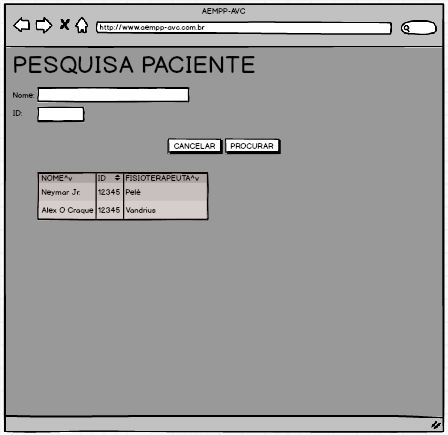 AEMPP-AVC
http://www.aempp-avc.com.br
PESQUISA PACIENTE
Nome:
ID:
CANCELAR PROCURAR
NOME^v ID FISIOTERAPEUTA^v
Neymar Jr. 12345 Pelé
Alex O Craque 12345 Vandrius